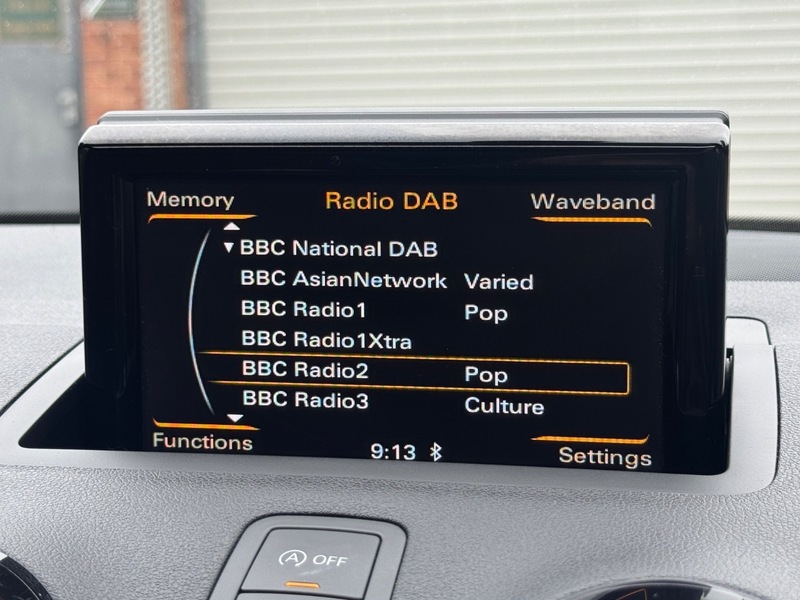 Memory Radio DAB Waveband
BBC National DAB
BBC AsianNetwork Varied
BBC Radio1 Pop
BBC Radio1Xtra
BBC Radio2 Pop
BBC Radio3 Culture
Functions 9:13 Settings
A OFF